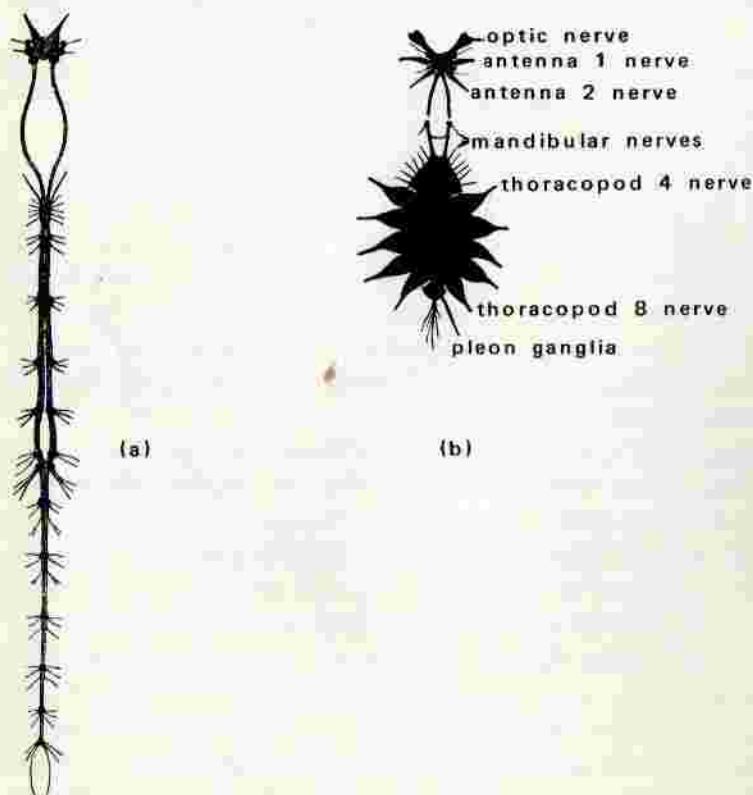 optic nerve
antenna 1 nerve
antenna 2 nerve
mandibular nerves
thoracopod 4 nerve
thoracopod 8 nerve
pleon ganglia
(a)
(b)